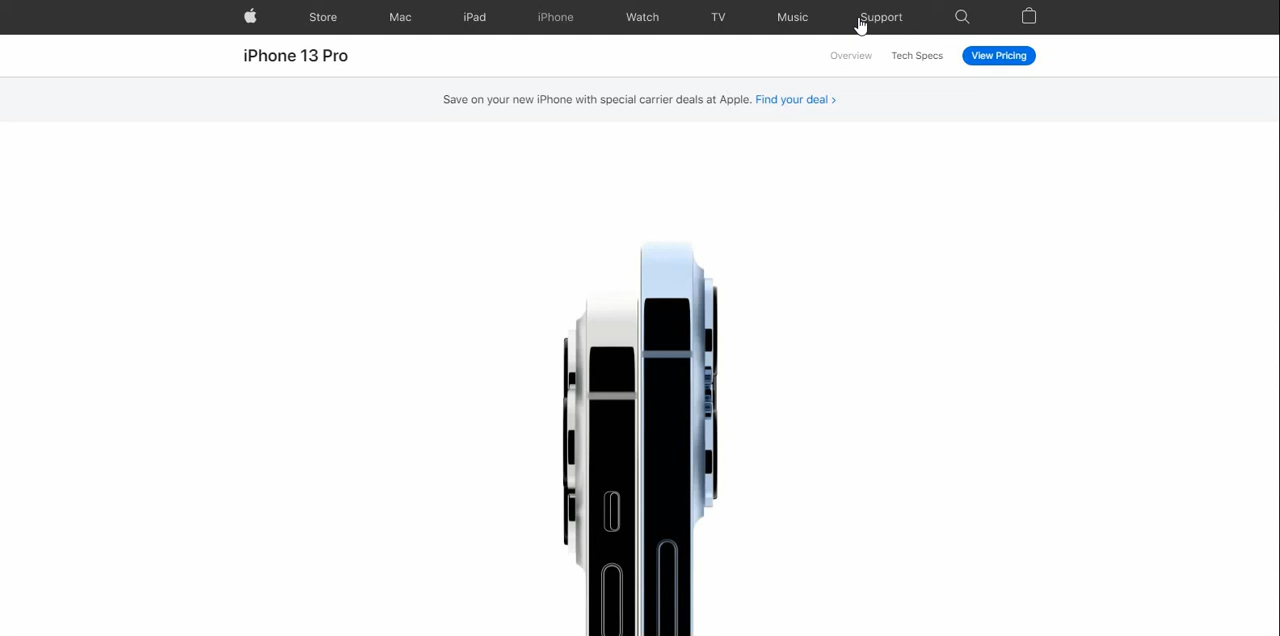 Store Mac iPad iPhone Watch TV Music Support
iPhone 13 Pro Overview Tech Specs View Pricing
Save on your new iPhone with special carrier deals at Apple. Find your deal >